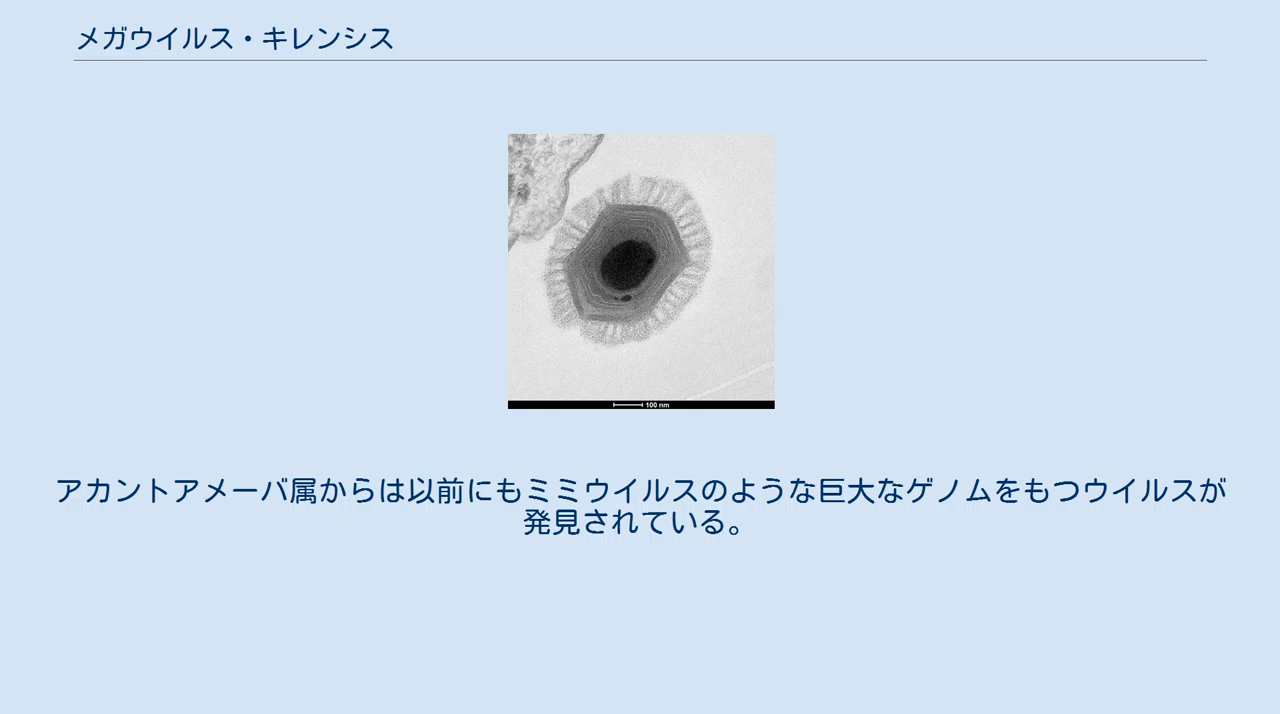 メガウイルス・キレンシス
100 nm
アカントアメーバ属からは以前にもミミウイルスのような巨大なゲノムをもつウイルスが
発見されている。